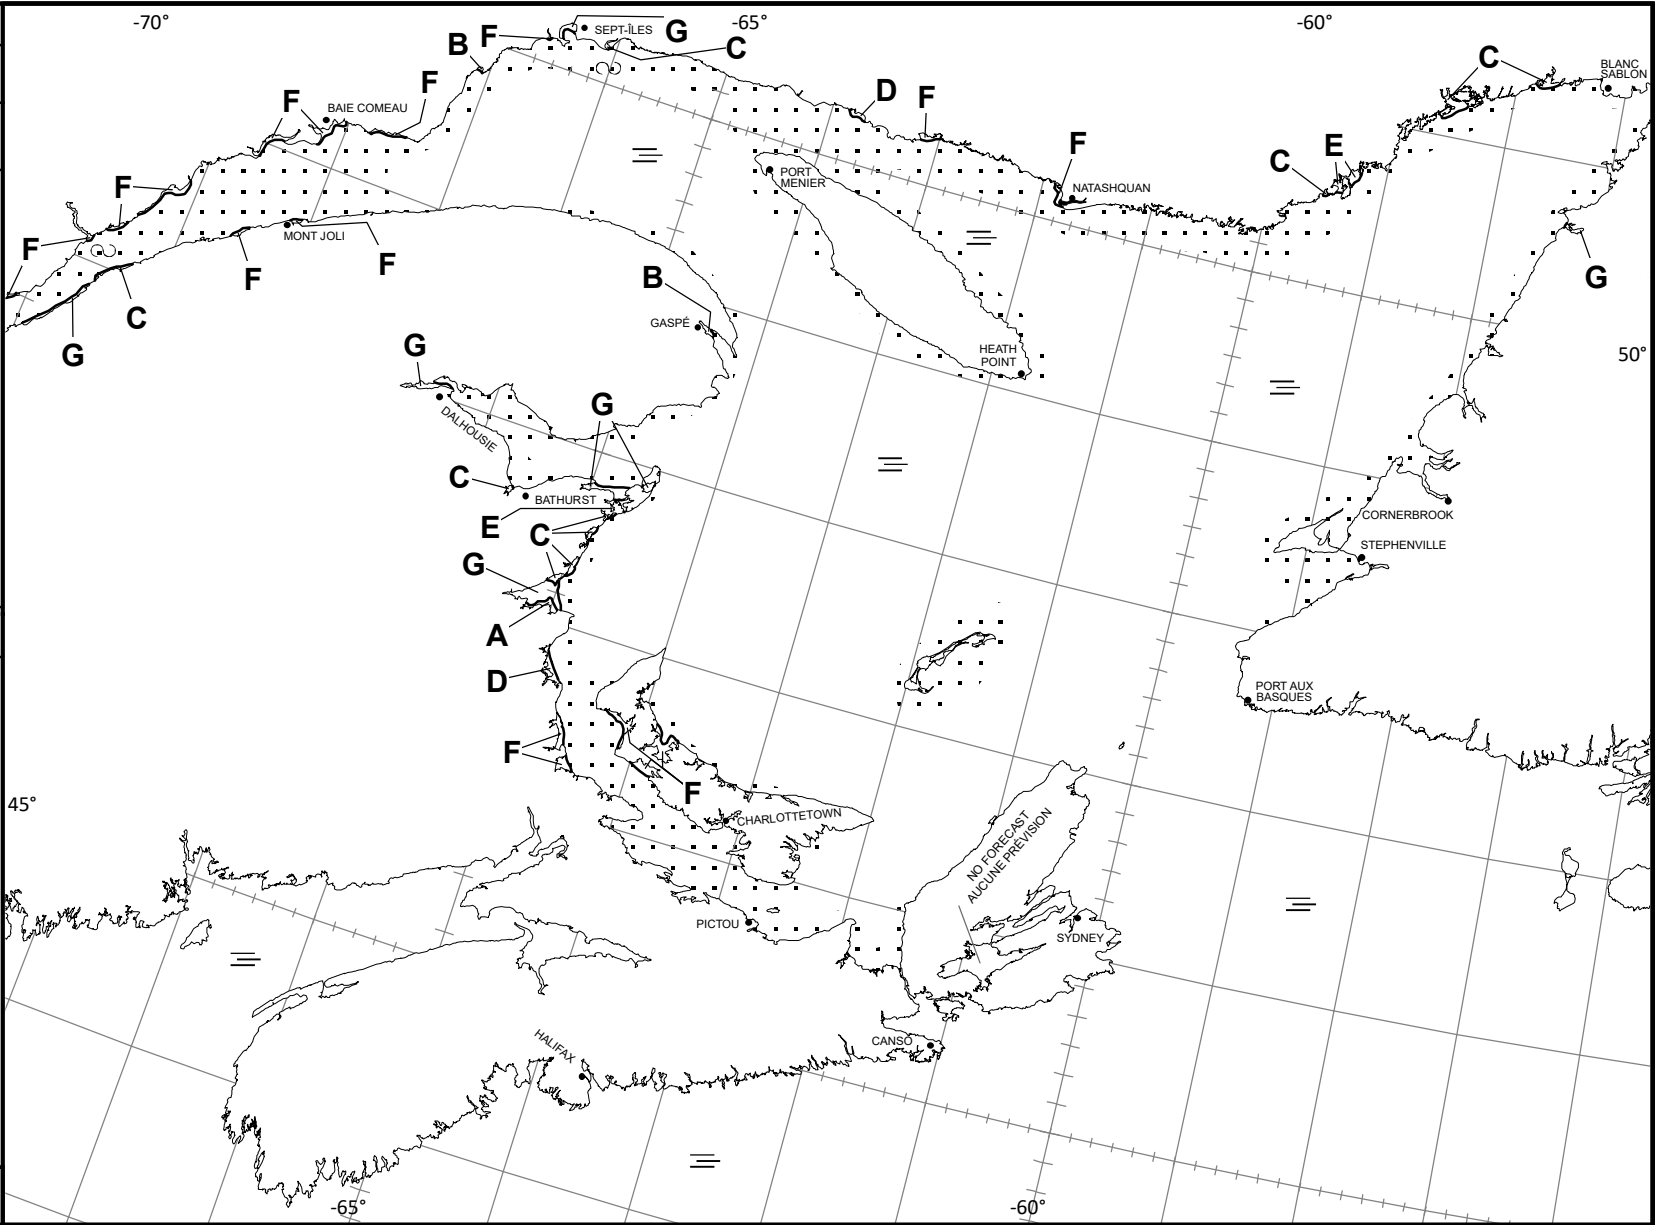 -70°
-65°
-60°
SEPT-ÎLES
G
F
B
C
C
BLANC
SABLON
F
F
BAIE COMEAU
D
F
F
NATASHQUAN
C
E
PORT
MENIER
F
F
MONT JOLI
F
F
C
G
G
B
GASPÉ
HEATH
POINT
50°
G
DALHOUSIE
G
C
BATHURST
E
C
CORNERBROOK
STEPHENVILLE
G
A
D
PORT AUX
BASQUES
F
F
45°
CHARLOTTETOWN
NO FORECAST
AUCUNE PRÉVISION
PICTOU
SYDNEY
CANSO
HALIFAX
-65°
-60°